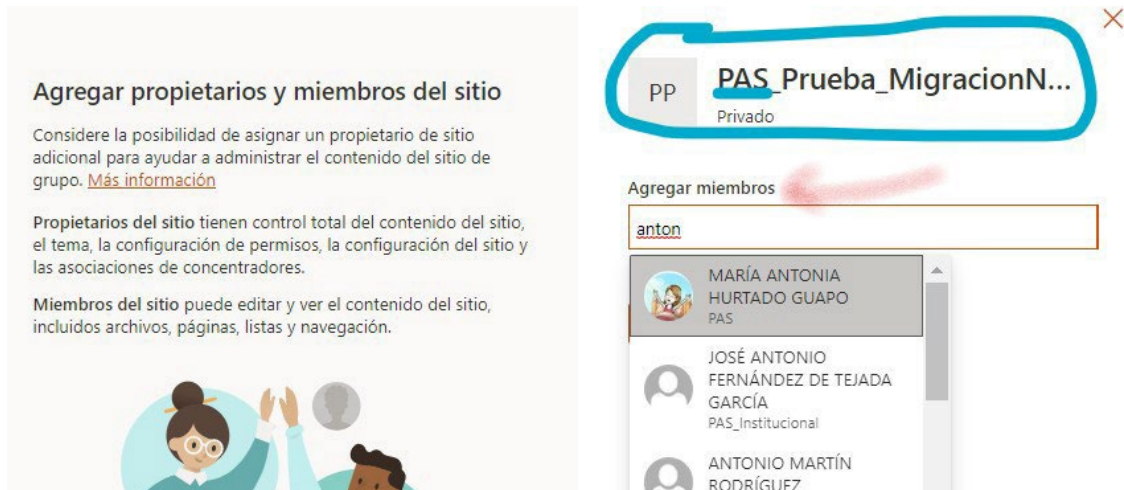 Agregar propietarios y miembros del sitio
Considere la posibilidad de asignar un propietario de sitio
adicional para ayudar a administrar el contenido del sitio de
grupo. Más información
Propietarios del sitio tienen control total del contenido del sitio,
el tema, la configuración de permisos, la configuración del sitio y
las asociaciones de concentradores.
Miembros del sitio puede editar y ver el contenido del sitio,
incluidos archivos, páginas, listas y navegación.
PP
PAS_Prueba_MigracionN...
Privado
Agregar miembros
anton
MARÍA ANTONIA
HURTADO GUAPO
PAS
JOSÉ ANTONIO
FERNÁNDEZ DE TEJADA
GARCÍA
PAS_Institucional
ANTONIO MARTÍN
RODRÍGUEZ